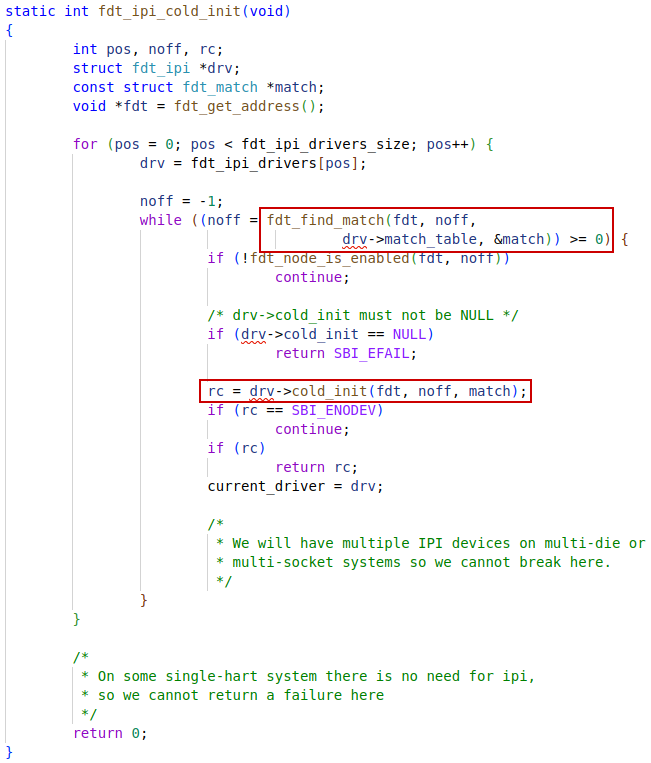 static int fdt_ipi_cold_init(void)
{
int pos, noff, rc;
struct fdt_ipi *drv;
const struct fdt_match *match;
void *fdt = fdt_get_address();
for (pos = 0; pos < fdt_ipi_drivers_size; pos++) {
drv = fdt_ipi_drivers[pos];
noff = -1;
while ((noff = fdt_find_match(fdt, noff,
drv->match_table, &match)) >= 0) {
if (!fdt_node_is_enabled(fdt, noff))
continue;
/* drv->cold_init must not be NULL */
if (drv->cold_init == NULL)
return SBI_EFAIL;
rc = drv->cold_init(fdt, noff, match);
if (rc == SBI_ENODEV)
continue;
if (rc)
return rc;
current_driver = drv;
/*
* We will have multiple IPI devices on multi-die or
* multi-socket systems so we cannot break here.
*/
}
}
/*
* On some single-hart system there is no need for ipi,
* so we cannot return a failure here
*/
return 0;
}